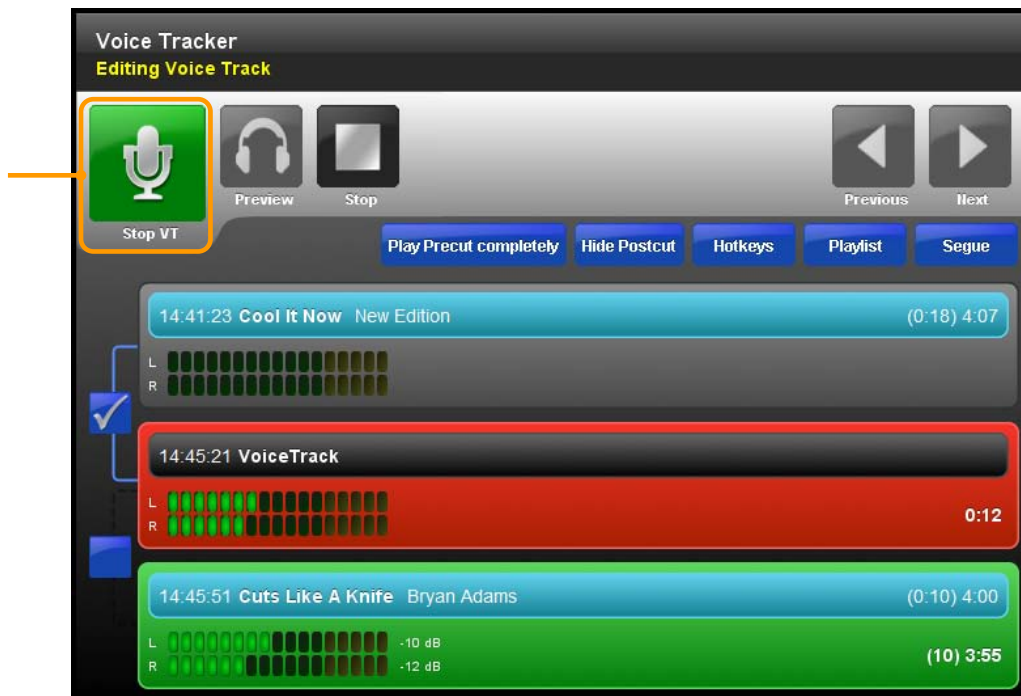 Voice Tracker
Editing Voice Track
Preview Stop Previous Next
Stop VT
Play Precut completely Hide Postcut Hotkeys Playlist Segue
14:41:23 Cool It Now New Edition (0:18) 4:07
L
R
14:45:21 VoiceTrack
L
R
0:12
14:45:51 Cuts Like A Knife Bryan Adams (0:10) 4:00
L -10 dB
R -12 dB
(10) 3:55